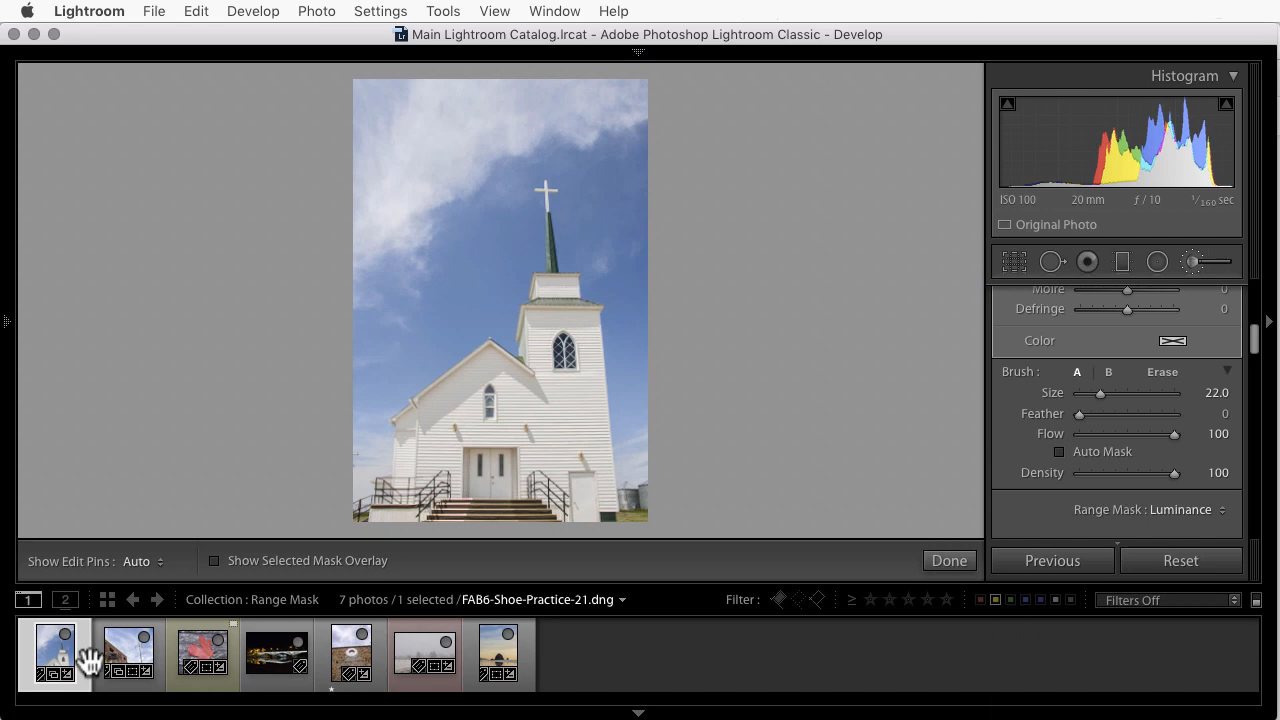 Lightroom File Edit Develop Photo Settings Tools View Window Help
Main Lightroom Catalog.lrcat - Adobe Photoshop Lightroom Classic - Develop
Histogram
ISO 100 20 mm ƒ / 10 1/160 sec
Original Photo
Moire 0
Defringe 0
Color
Brush : A B Erase
Size 22.0
Feather 0
Flow 100
Auto Mask
Density 100
Range Mask : Luminance
Show Edit Pins : Auto Show Selected Mask Overlay Done
Previous Reset
1 2 Collection : Range Mask 7 photos / 1 selected / FAB6-Shoe-Practice-21.dng Filter : ≥ Filters Off